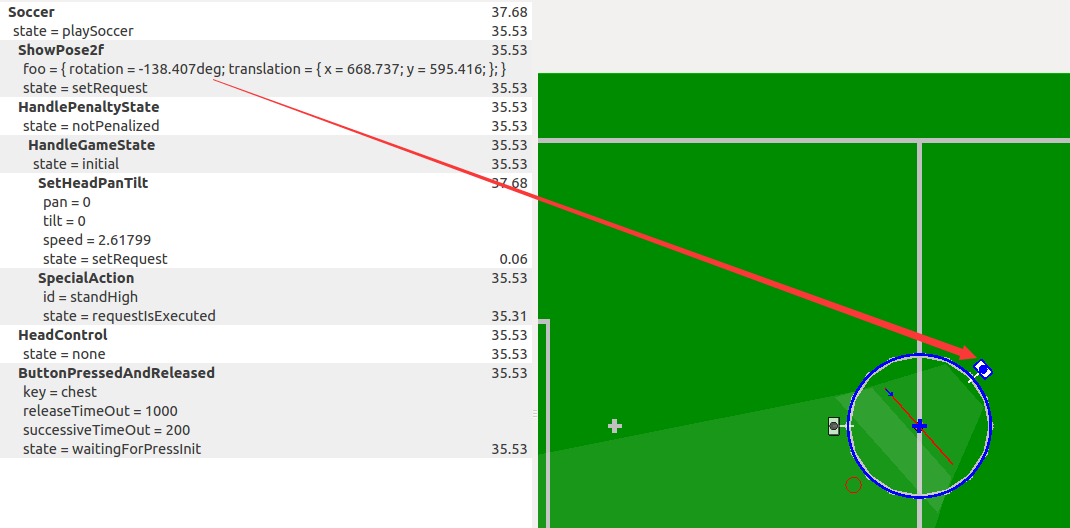 Soccer 37.68
state = playSoccer 35.53
ShowPose2f 35.53
foo = { rotation = -138.407deg; translation = { x = 668.737; y = 595.416; }; }
state = setRequest 35.53
HandlePenaltyState 35.53
state = notPenalized 35.53
HandleGameState 35.53
state = initial 35.53
SetHeadPanTilt 37.68
pan = 0
tilt = 0
speed = 2.61799
state = setRequest 0.06
SpecialAction 35.53
id = standHigh
state = requestIsExecuted 35.31
HeadControl 35.53
state = none 35.53
ButtonPressedAndReleased 35.53
key = chest
releaseTimeOut = 1000
successiveTimeOut = 200
state = waitingForPressInit 35.53